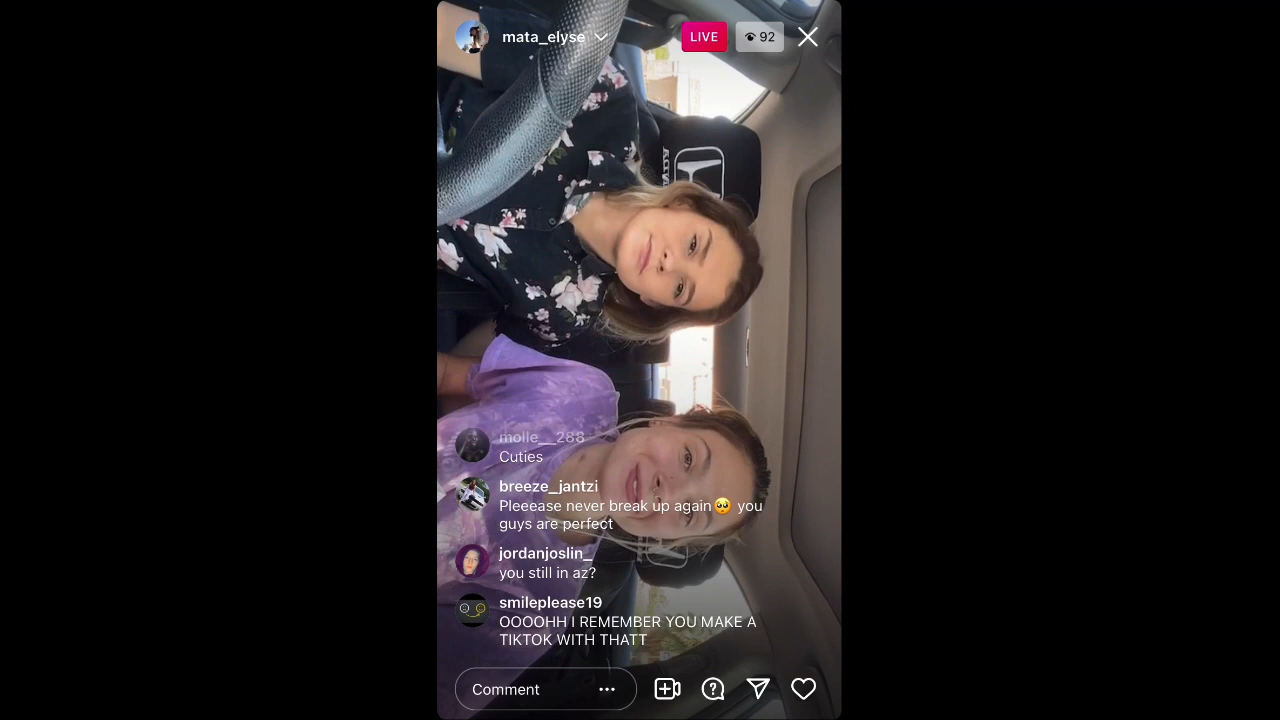 mata_elyse
LIVE
92
molle__288
Cuties
breeze_jantzi
Pleeease never break up again🥺 you
guys are perfect
jordanjoslin_
you still in az?
smileplease19
OOOOHH I REMEMBER YOU MAKE A
TIKTOK WITH THATT
Comment